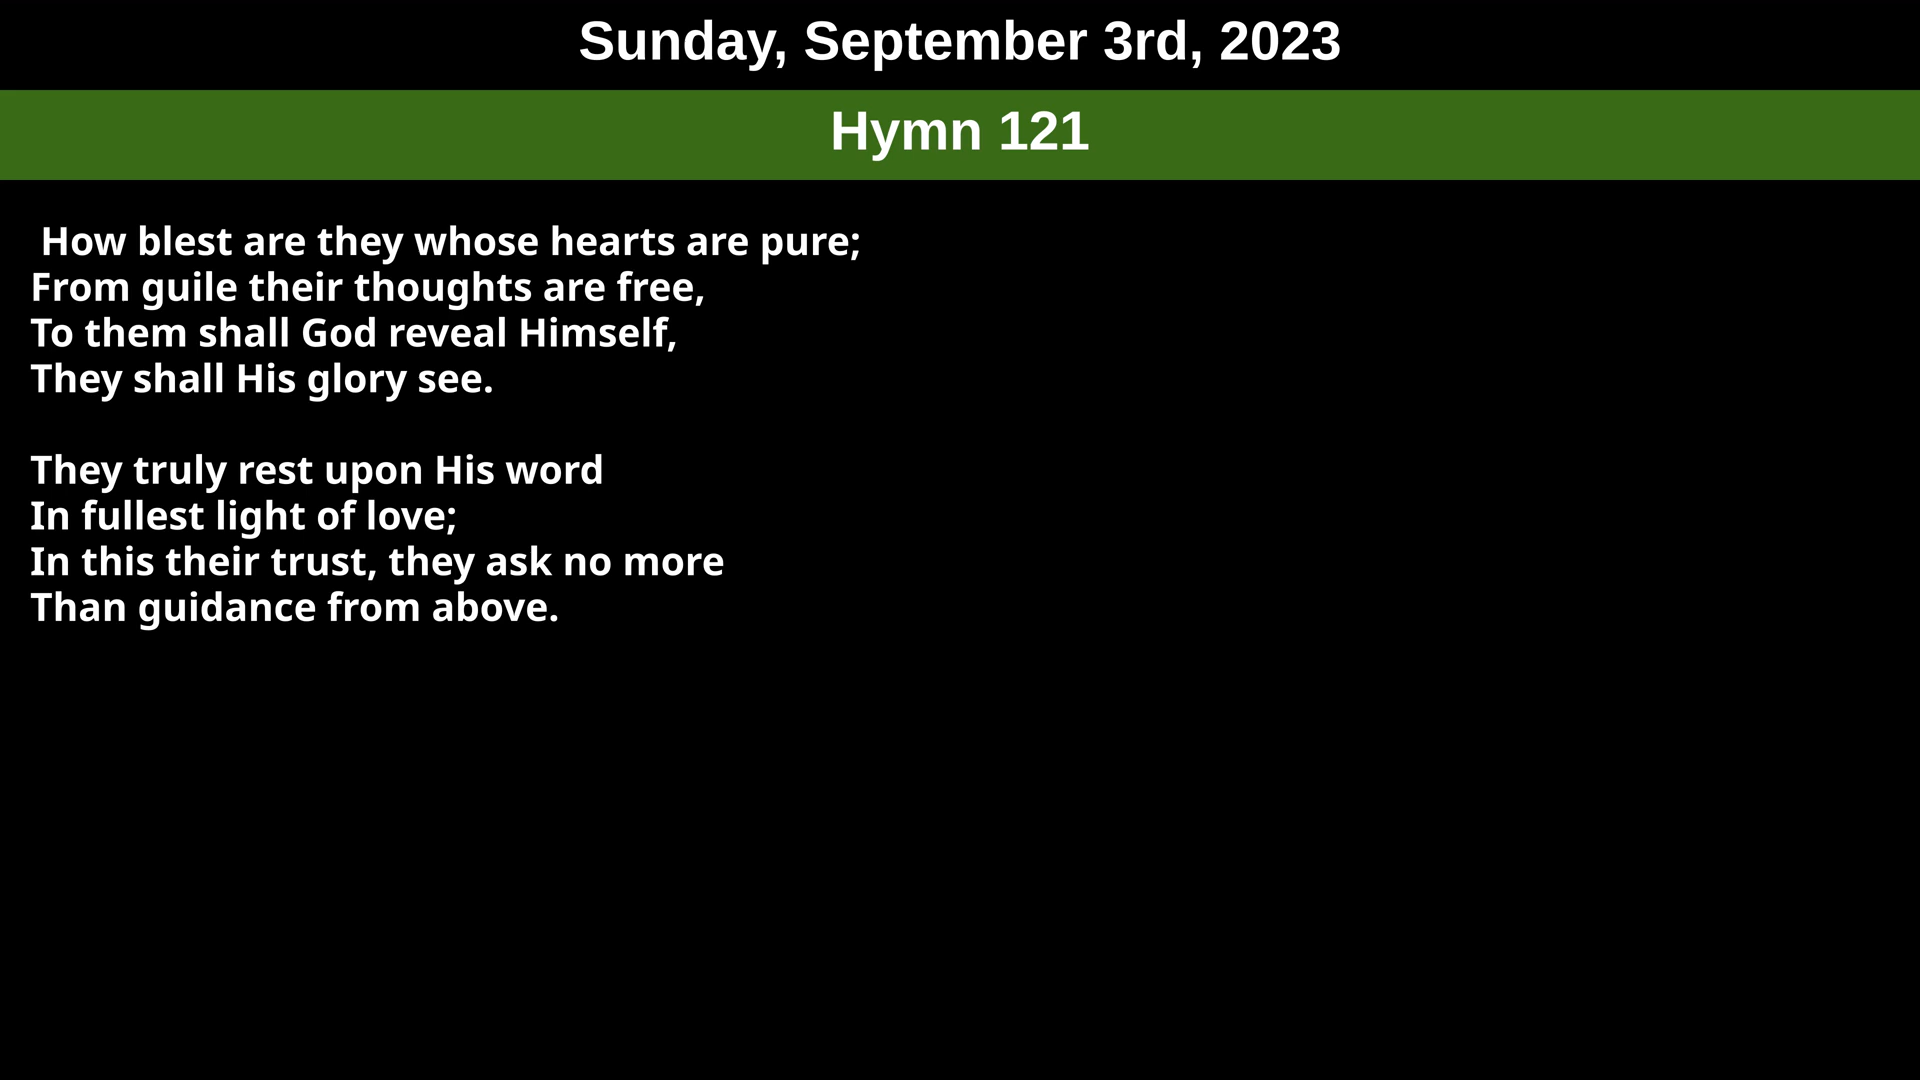 Sunday, September 3rd, 2023
Hymn 121
How blest are they whose hearts are pure;
From guile their thoughts are free,
To them shall God reveal Himself,
They shall His glory see.
They truly rest upon His word
In fullest light of love;
In this their trust, they ask no more
Than guidance from above.